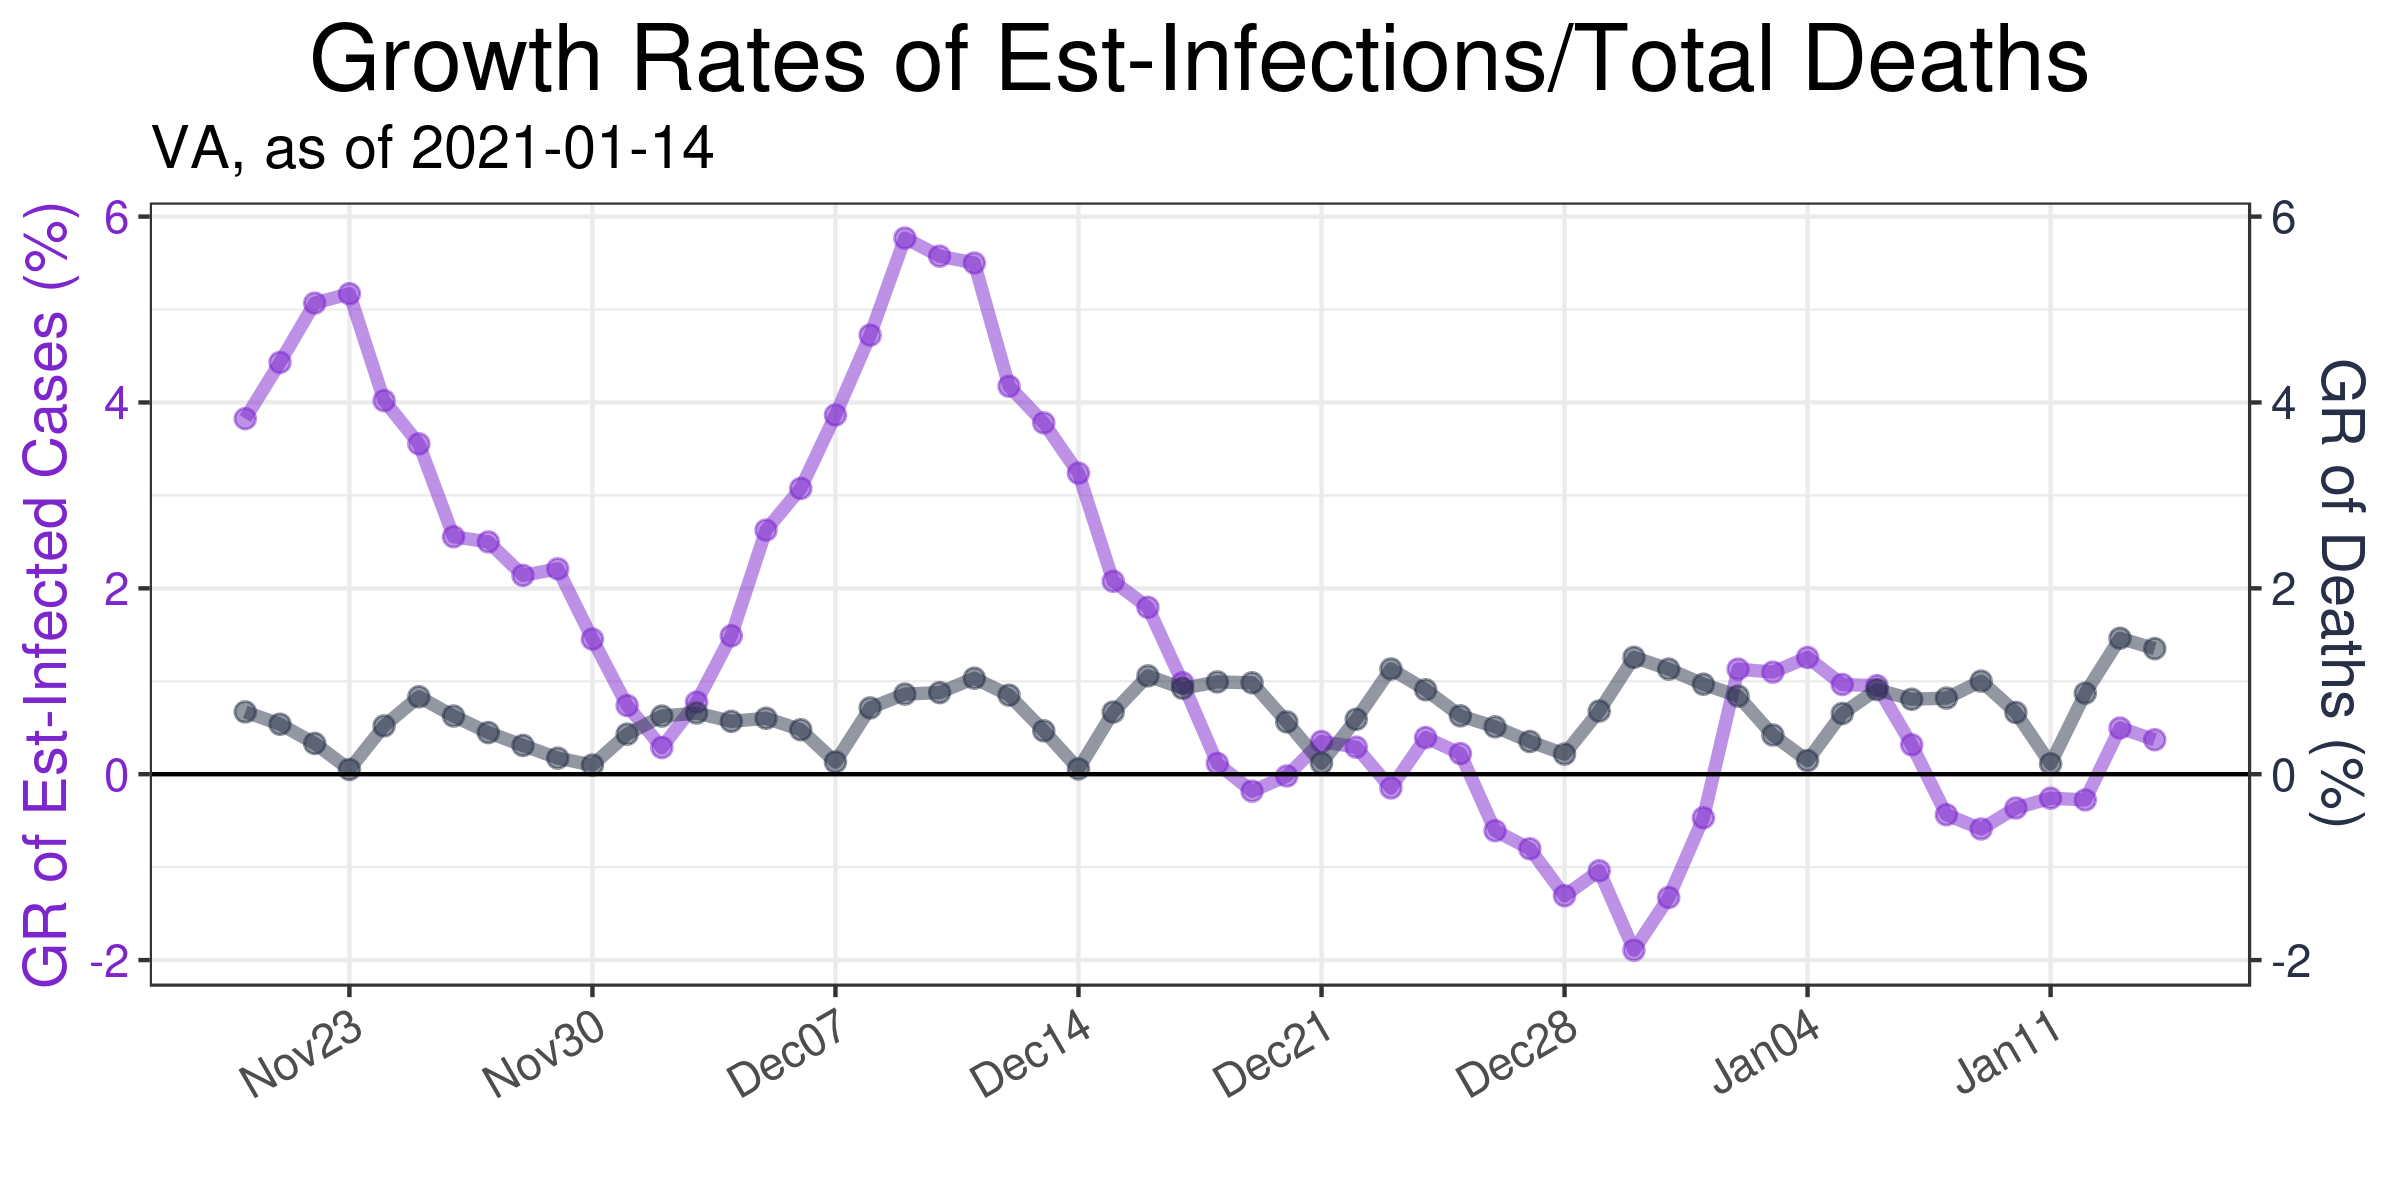 Growth Rates of Est-Infections/Total Deaths
VA, as of 2021-01-14
GR of Est-Infected Cases (%)
6
4
2
0
-2
6
4
2
0
-2
GR of Deaths (%)
Nov23
Nov30
Dec07
Dec14
Dec21
Dec28
Jan04
Jan11